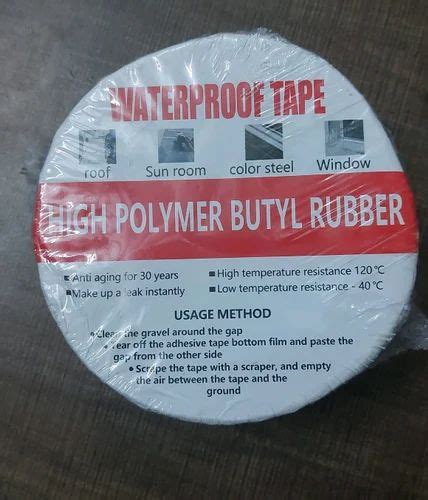 WATERPROOF TAPE
roof Sun room color steel Window
HIGH POLYMER BUTYL RUBBER
■ Anti aging for 30 years ■ High temperature resistance 120℃
■ Make up a leak instantly ■ Low temperature resistance - 40℃
USAGE METHOD
● Clean the gravel around the gap
● Tear off the adhesive tape bottom film and paste the
gap from the other side
● Scrape the tape with a scraper, and empty
the air between the tape and the
ground